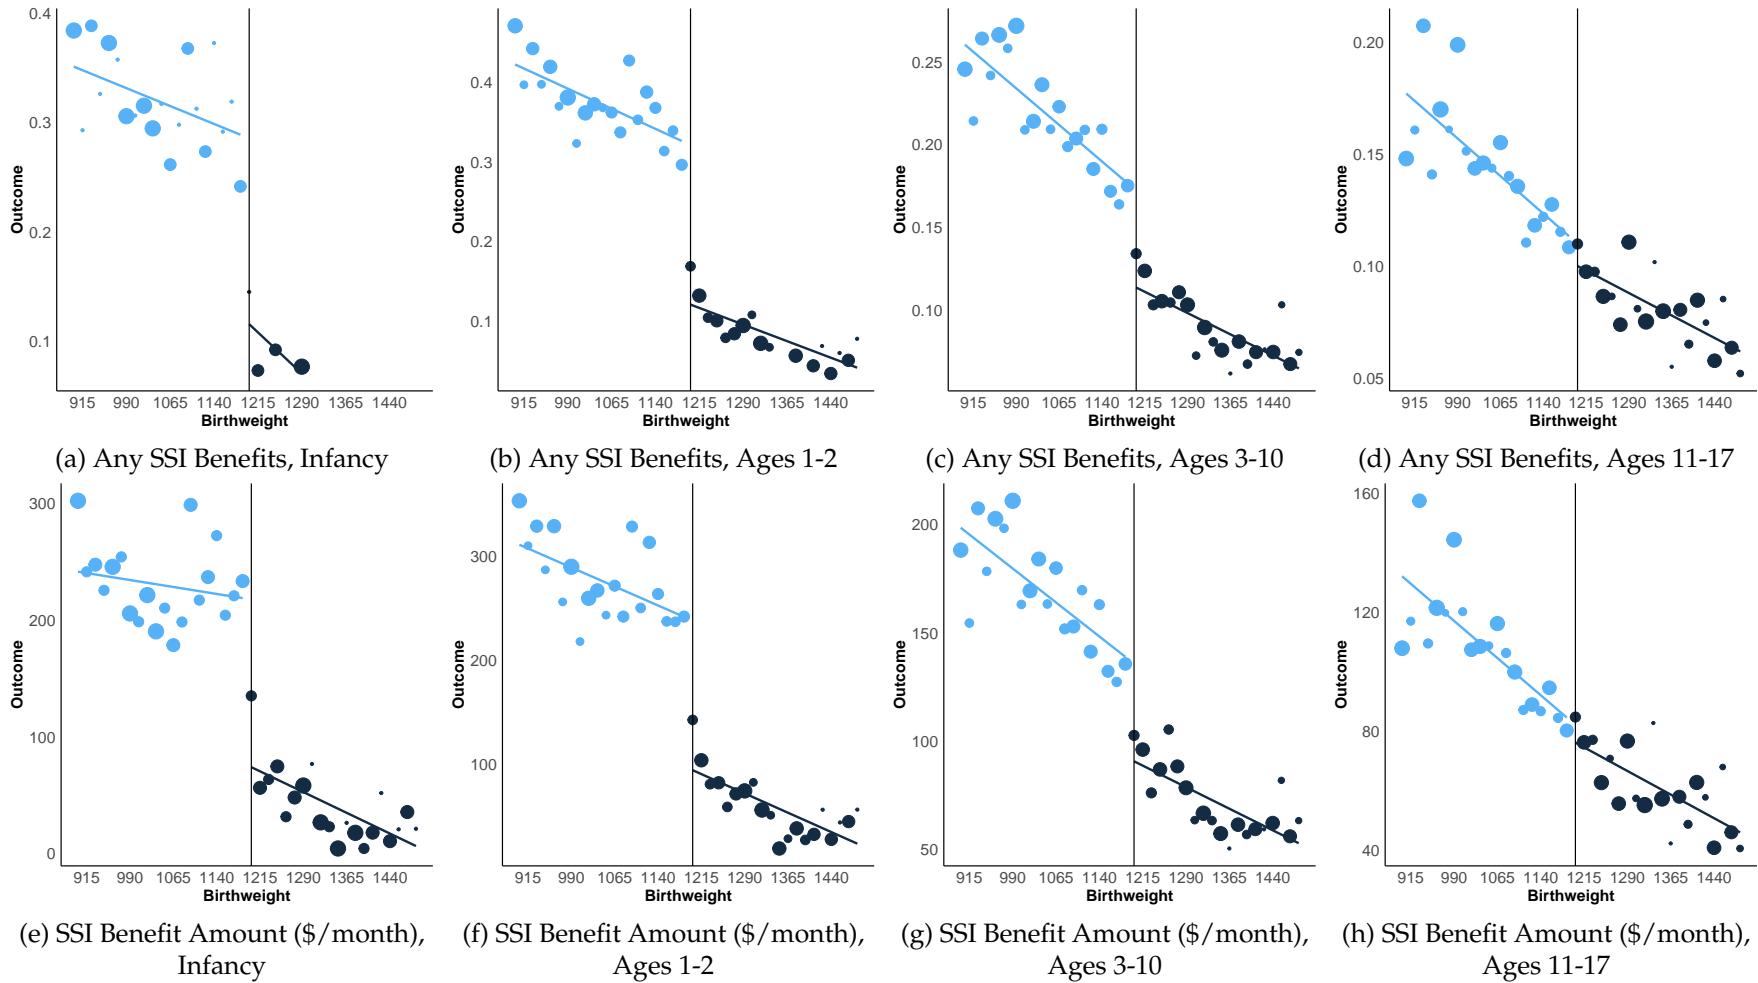 0.4
0.3
0.2
0.1
Outcome
915 990 1065 1140 1215 1290 1365 1440
Birthweight
(a) Any SSI Benefits, Infancy
0.4
0.3
0.2
0.1
Outcome
915 990 1065 1140 1215 1290 1365 1440
Birthweight
(b) Any SSI Benefits, Ages 1-2
0.25
0.20
0.15
0.10
Outcome
915 990 1065 1140 1215 1290 1365 1440
Birthweight
(c) Any SSI Benefits, Ages 3-10
0.20
0.15
0.10
0.05
Outcome
915 990 1065 1140 1215 1290 1365 1440
Birthweight
(d) Any SSI Benefits, Ages 11-17
300
200
100
0
Outcome
915 990 1065 1140 1215 1290 1365 1440
Birthweight
(e) SSI Benefit Amount ($/month),
Infancy
300
200
100
Outcome
915 990 1065 1140 1215 1290 1365 1440
Birthweight
(f) SSI Benefit Amount ($/month),
Ages 1-2
200
150
100
50
Outcome
915 990 1065 1140 1215 1290 1365 1440
Birthweight
(g) SSI Benefit Amount ($/month),
Ages 3-10
160
120
80
40
Outcome
915 990 1065 1140 1215 1290 1365 1440
Birthweight
(h) SSI Benefit Amount ($/month),
Ages 11-17